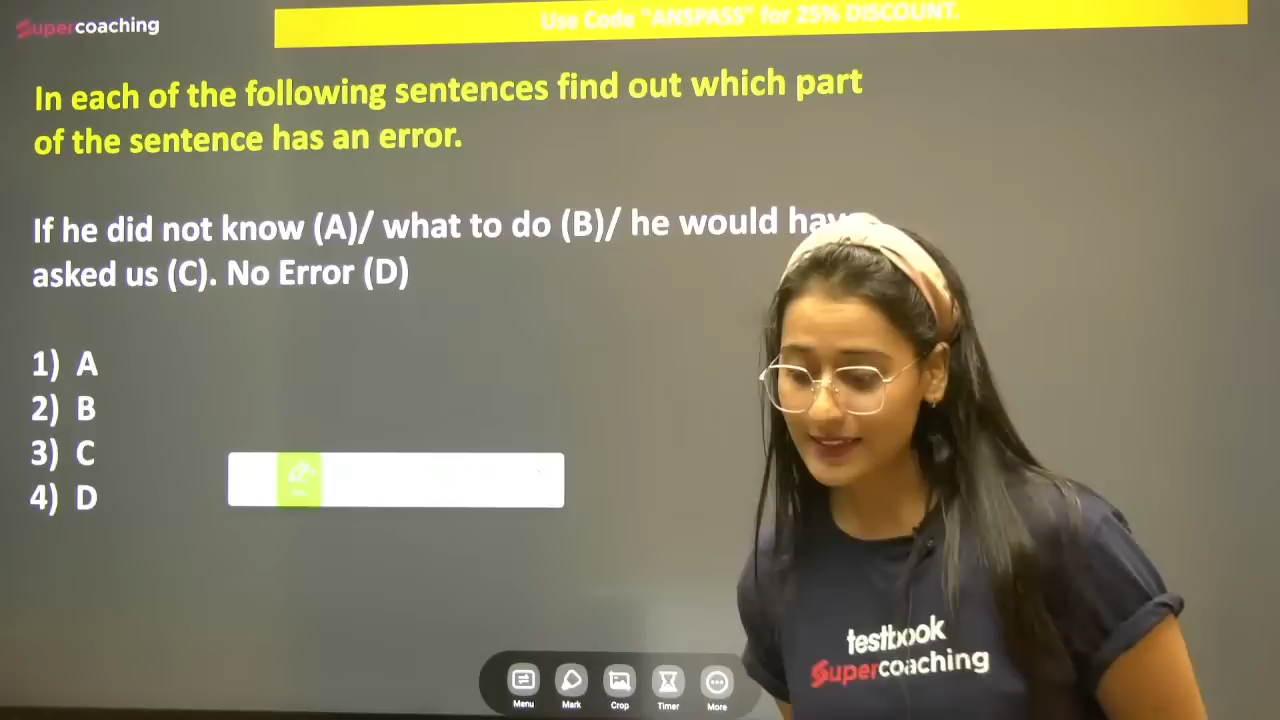 Supercoaching
Use Code "ANSPASS" for 25% DISCOUNT.
In each of the following sentences find out which part
of the sentence has an error.
If he did not know (A)/ what to do (B)/ he would hav
asked us (C). No Error (D)
1) A
2) B
3) C
4) D
testbook
Supercoaching
Menu Mark Crop Timer More